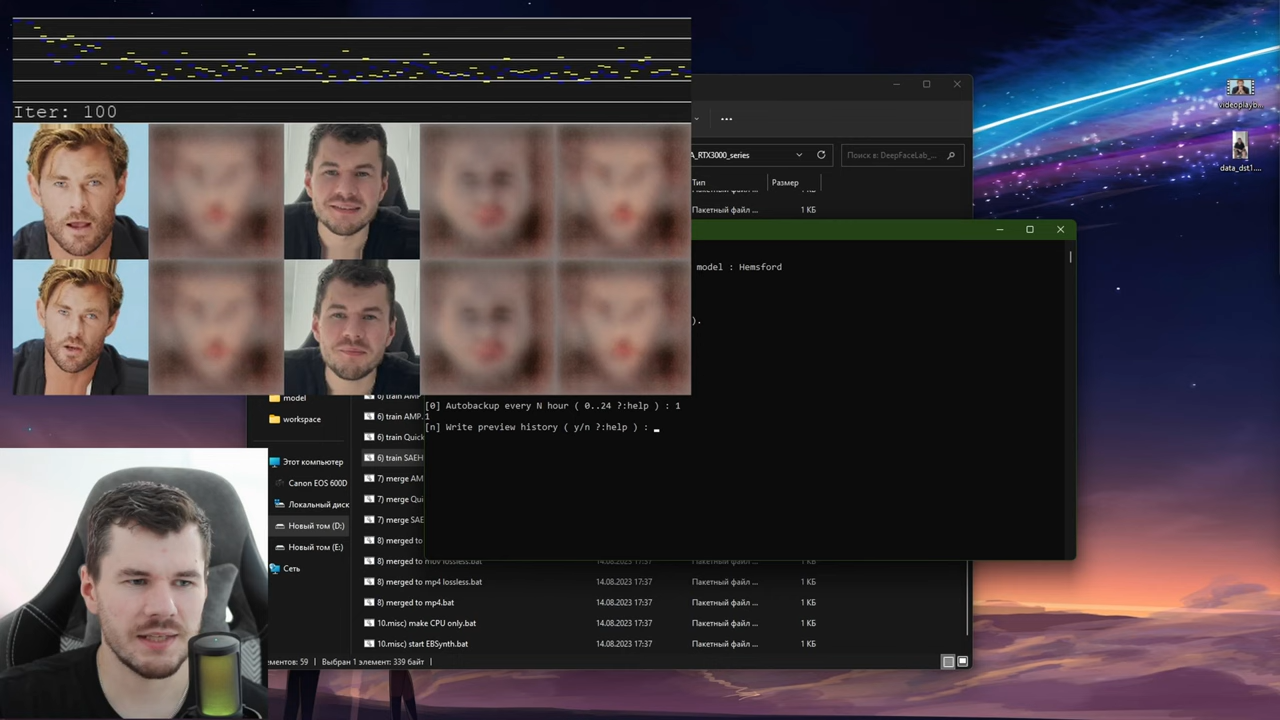 Iter: 100
videoplayb...
data_dst1....
...
A_RTX3000_series
Поиск в: DeepFaceLab_...
Тип
Размер
Пакетный файл ...
1 КБ
model : Hemsford
).
[0] Autobackup every N hour ( 0..24 ?:help ) : 1
1
[n] Write preview history ( y/n ?:help ) :
model
workspace
Этот компьютер
Canon EOS 600D
Локальный диск
Новый том (D:)
Новый том (E:)
Сеть
6) train AMP
6) train AMP
6) train Quick
6) train SAEH
7) merge AM
7) merge Qui
7) merge SAE
8) merged to
8) merged to mov lossless.bat 14.08.2023 17:37 Пакетный файл ... 1 КБ
8) merged to mp4 lossless.bat 14.08.2023 17:37 Пакетный файл ... 1 КБ
8) merged to mp4.bat 14.08.2023 17:37 Пакетный файл ... 1 КБ
10.misc) make CPU only.bat 14.08.2023 17:37 Пакетный файл ... 1 КБ
10.misc) start EBSynth.bat 14.08.2023 17:37 Пакетный файл ... 1 КБ
ементов: 59 | Выбран 1 элемент: 339 байт |